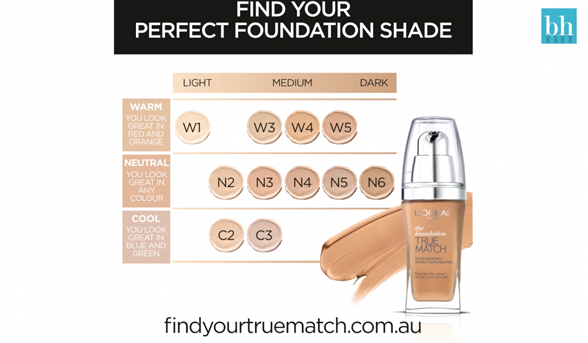 FIND YOUR
PERFECT FOUNDATION SHADE
bh
LIGHT MEDIUM DARK
WARM
YOU LOOK
GREAT IN
RED AND
ORANGE
W1 W3 W4 W5
NEUTRAL
YOU LOOK
GREAT IN
ANY
COLOUR
N2 N3 N4 N5 N6
COOL
YOU LOOK
GREAT IN
BLUE AND
GREEN
C2 C3
L'ORÉAL
the foundation
TRUE
MATCH
findyourtruematch.com.au